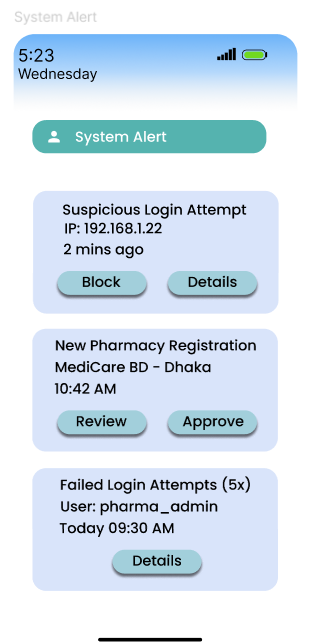 System Alert
5:23
Wednesday
System Alert
Suspicious Login Attempt
IP: 192.168.1.22
2 mins ago
Block Details
New Pharmacy Registration
MediCare BD - Dhaka
10:42 AM
Review Approve
Failed Login Attempts (5x)
User: pharma_admin
Today 09:30 AM
Details